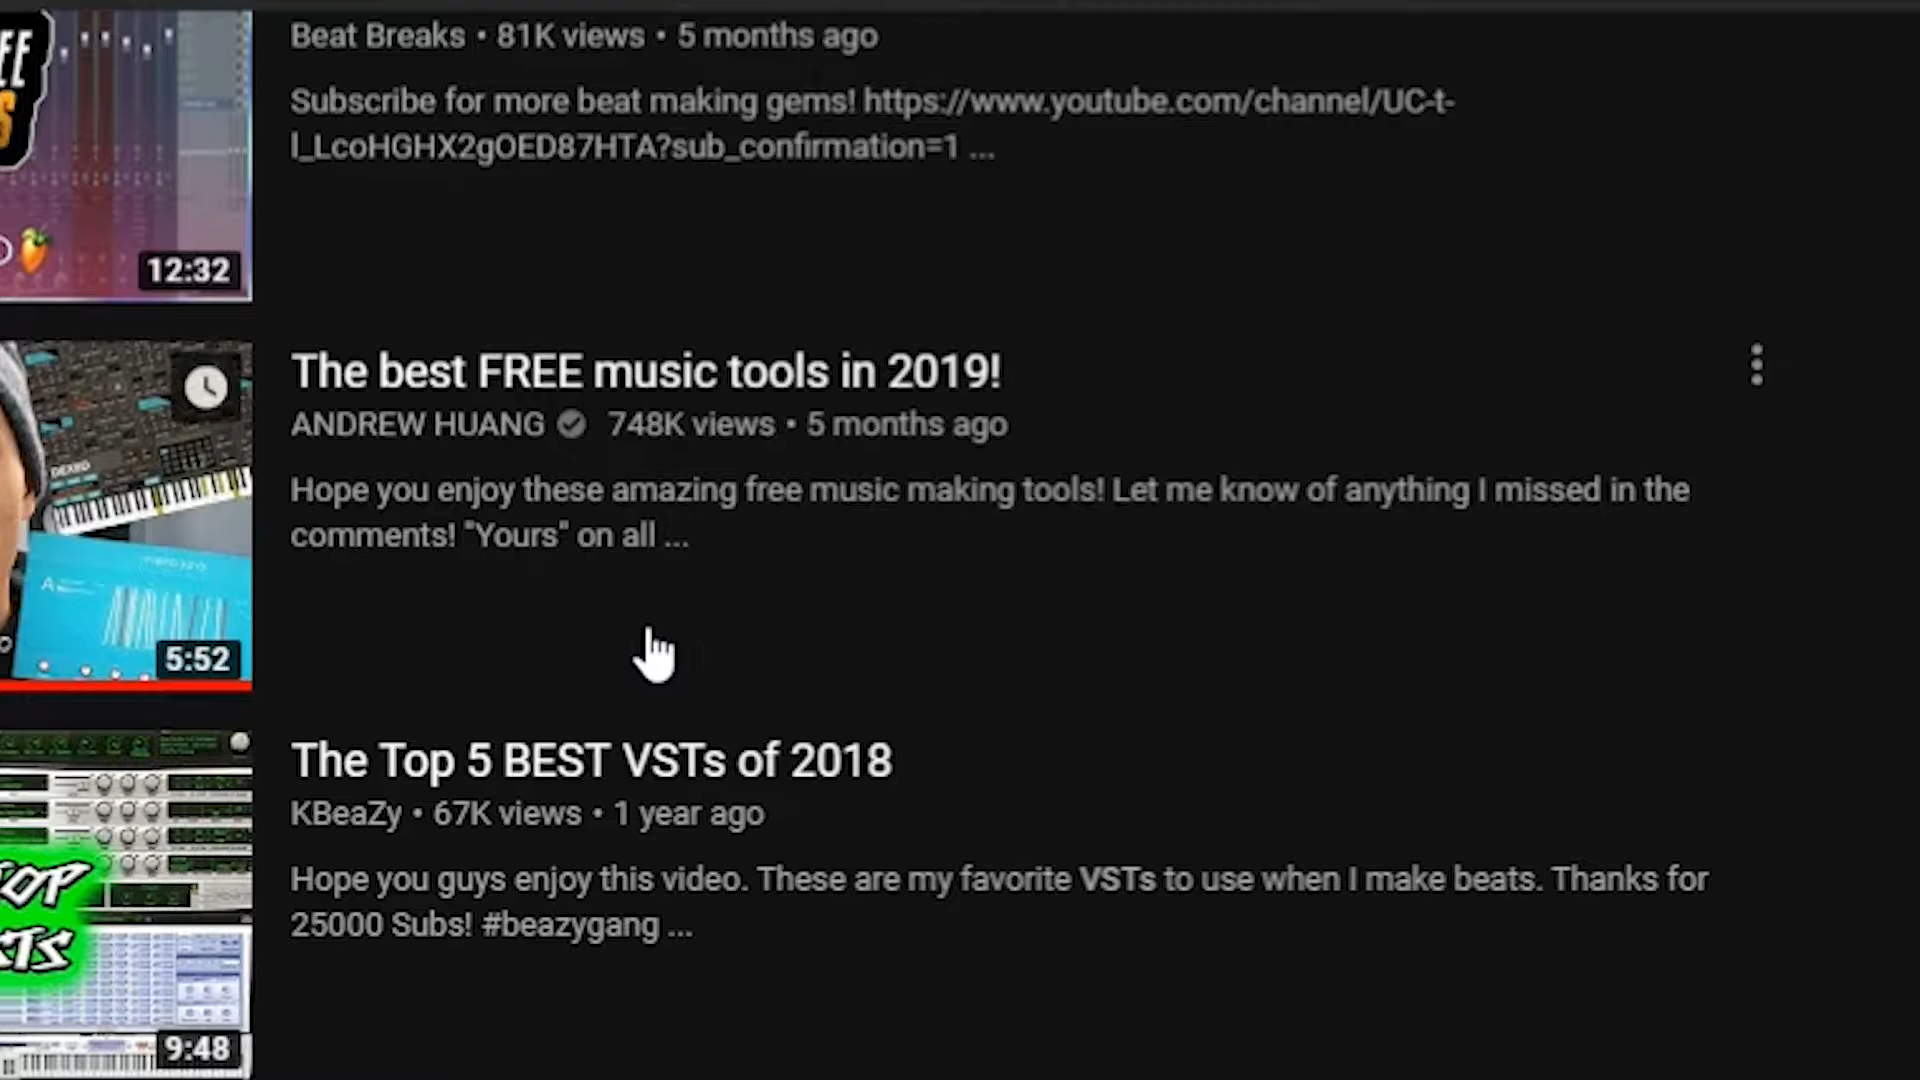 Beat Breaks • 81K views • 5 months ago
Subscribe for more beat making gems! https://www.youtube.com/channel/UC-t-
l_LcoHGHX2gOED87HTA?sub_confirmation=1 ...
12:32
The best FREE music tools in 2019!
ANDREW HUANG 748K views • 5 months ago
Hope you enjoy these amazing free music making tools! Let me know of anything I missed in the
comments! "Yours" on all ...
DEXED
5:52
The Top 5 BEST VSTs of 2018
KBeaZy • 67K views • 1 year ago
Hope you guys enjoy this video. These are my favorite VSTs to use when I make beats. Thanks for
25000 Subs! #beazygang ...
9:48